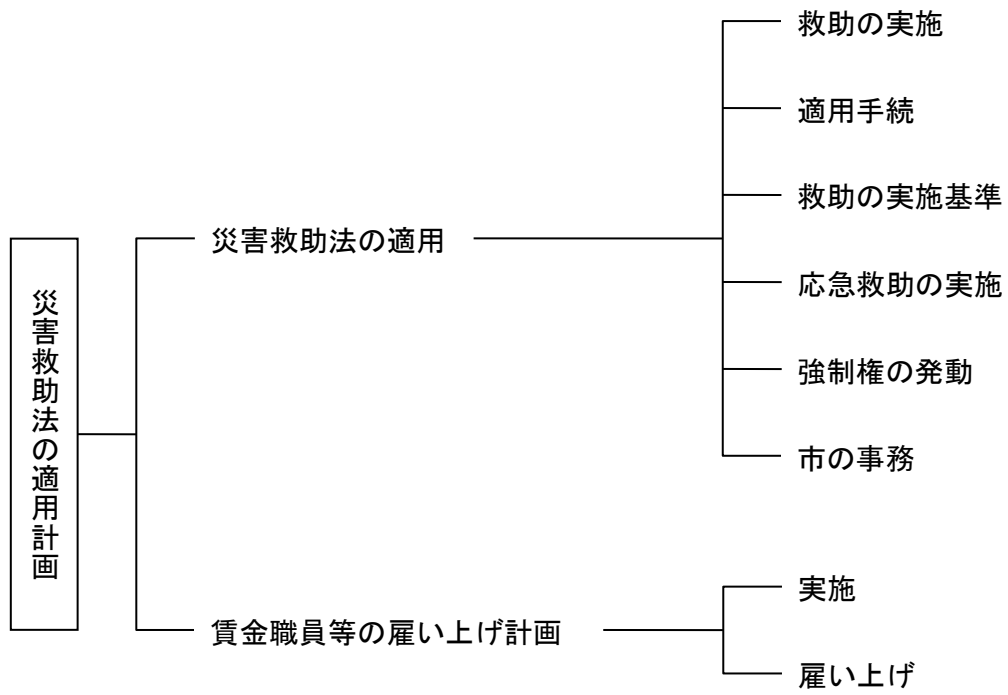 災害救助法の適用計画
災害救助法の適用
救助の実施
適用手続
救助の実施基準
応急救助の実施
強制権の発動
市の事務
賃金職員等の雇い上げ計画
実施
雇い上げ